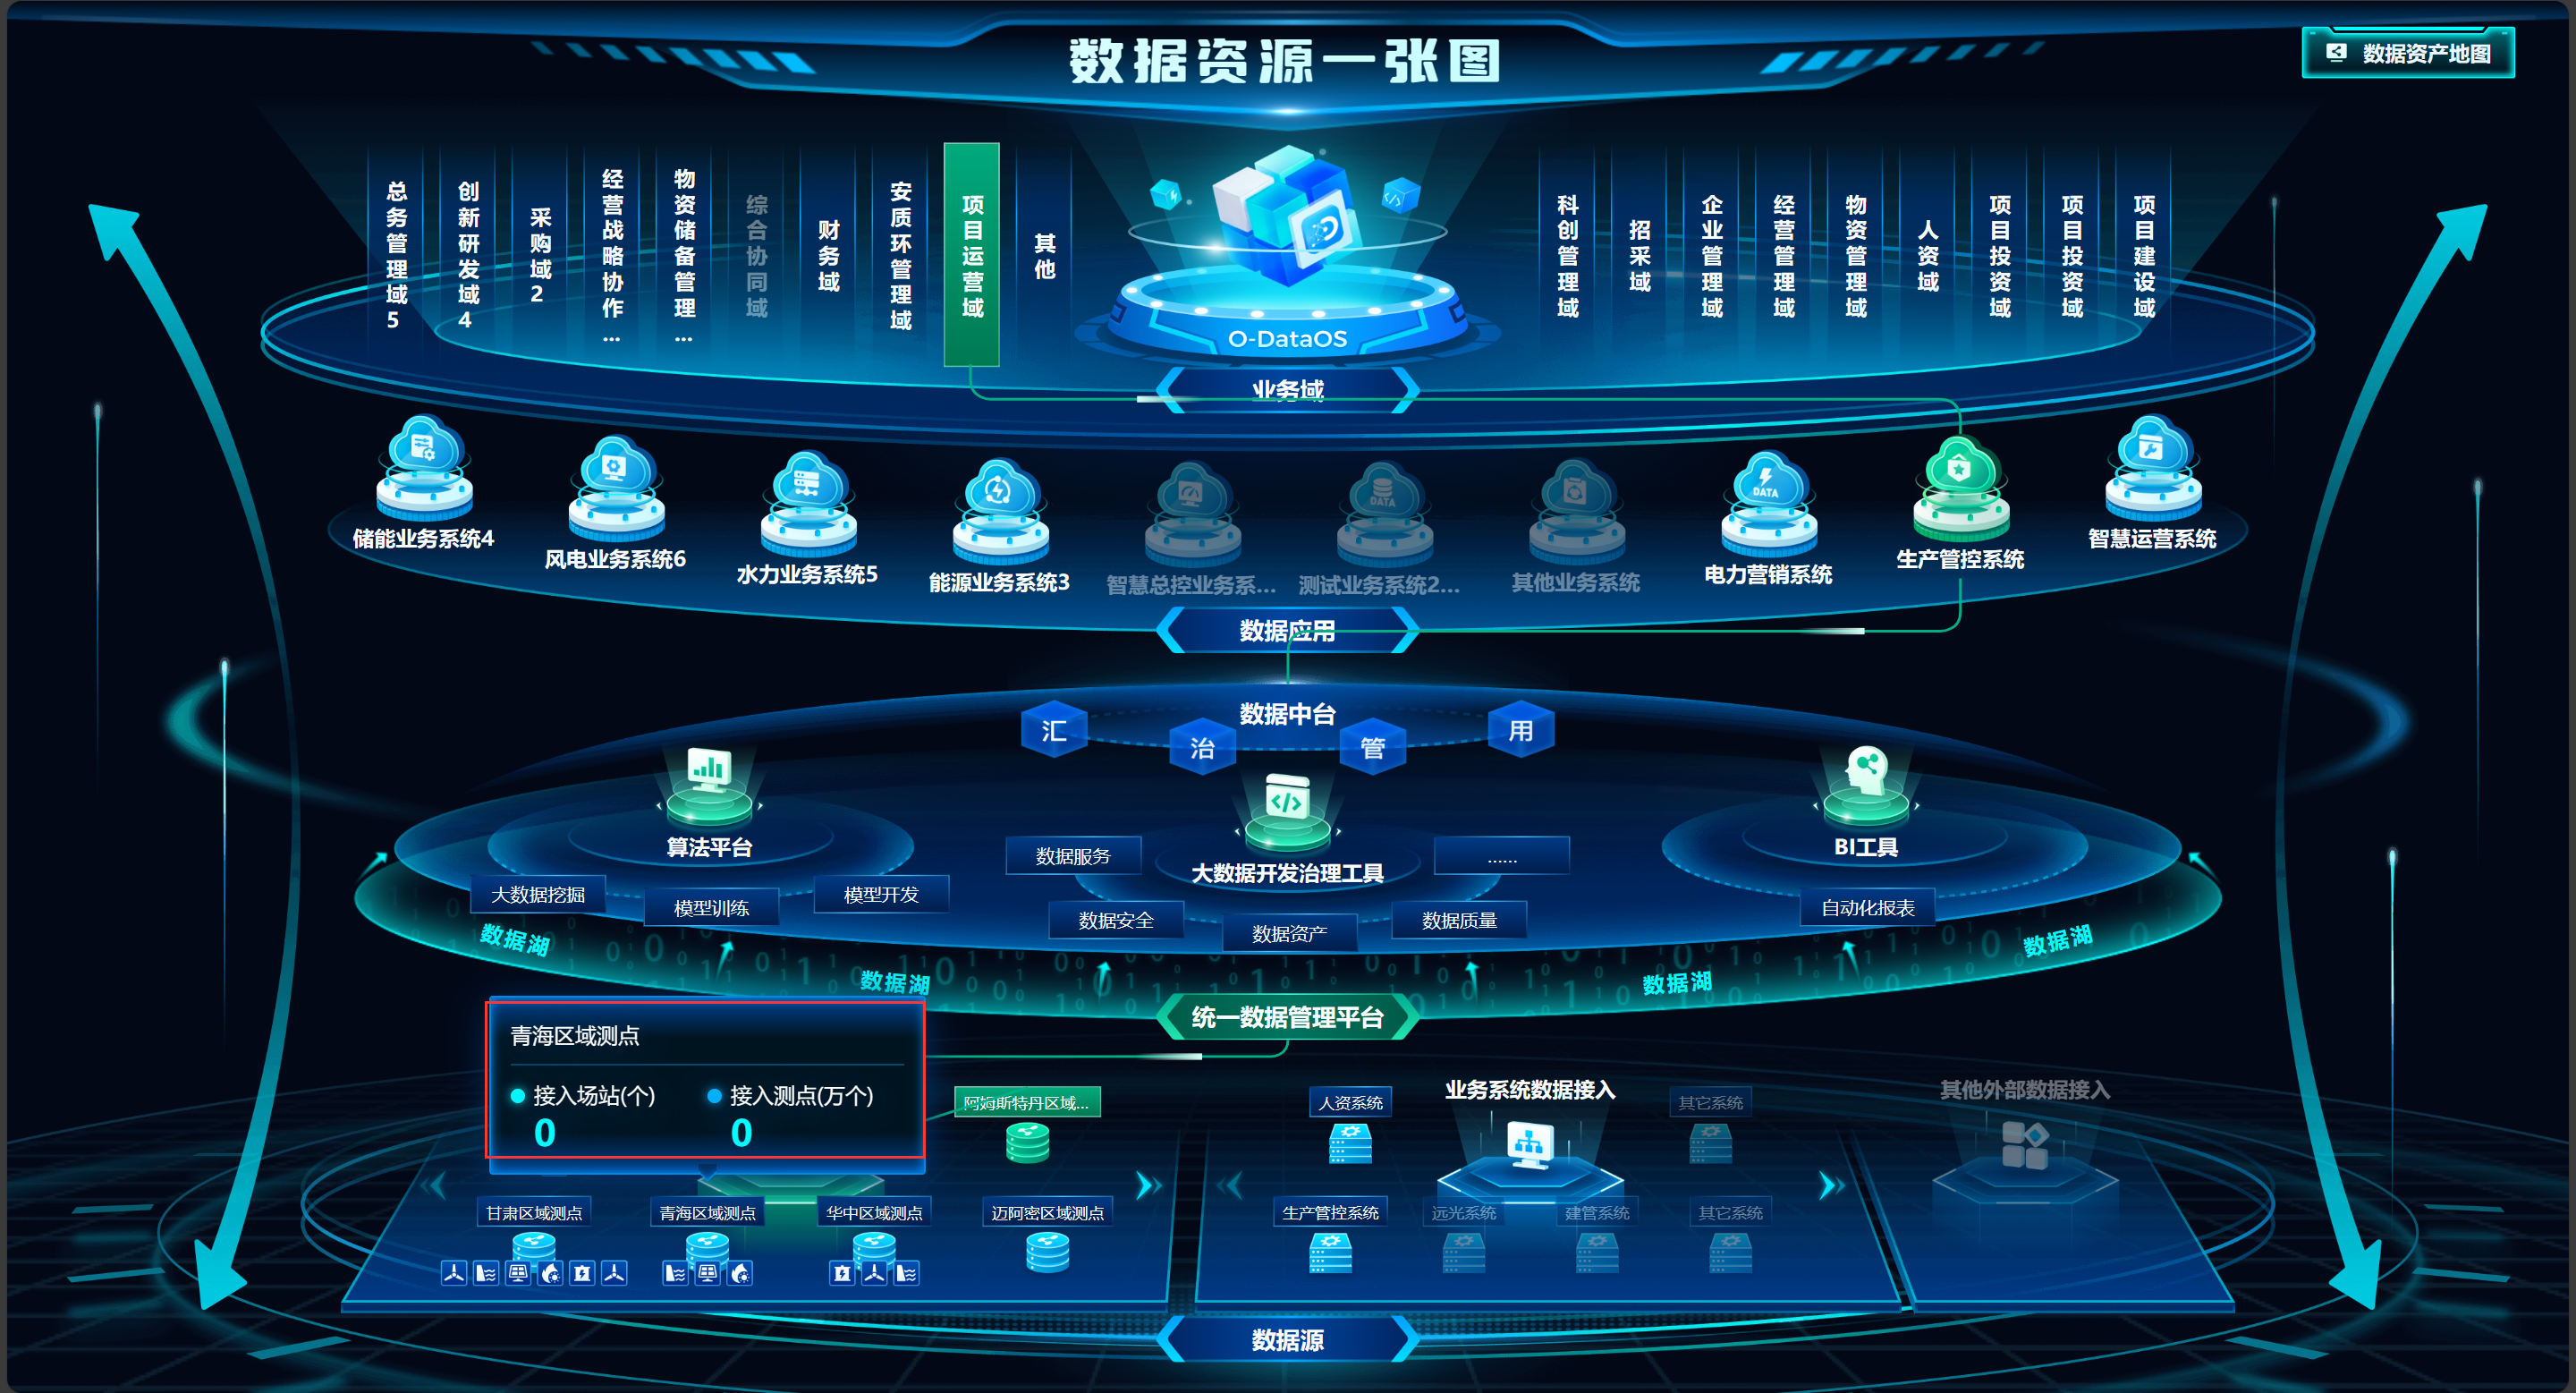 数据资源一张图
数据资产地图
总务管理域5
创新研发域4
采购域2
经营战略协作...
物资储备管理...
综合协同域
财务域
安质环管理域
项目运营域
其他
科创管理域
招采域
企业管理域
经营管理域
物资管理域
人资域
项目投资域
项目投资域
项目建设域
O-DataOS
业务域
储能业务系统4
风电业务系统6
水力业务系统5
能源业务系统3
智慧总控业务系...
DATA
测试业务系统2...
其他业务系统
DATA
电力营销系统
生产管控系统
智慧运营系统
数据应用
数据中台
汇
治
管
用
算法平台
大数据挖掘
模型训练
模型开发
大数据开发治理工具
数据服务
数据安全
数据资产
数据质量
......
BI工具
自动化报表
数据湖
数据湖
数据湖
数据湖
统一数据管理平台
青海区域测点
接入场站(个)
0
接入测点(万个)
0
阿姆斯特丹区域...
甘肃区域测点
青海区域测点
华中区域测点
迈阿密区域测点
业务系统数据接入
人资系统
其它系统
生产管控系统
远光系统
建管系统
其它系统
其他外部数据接入
数据源